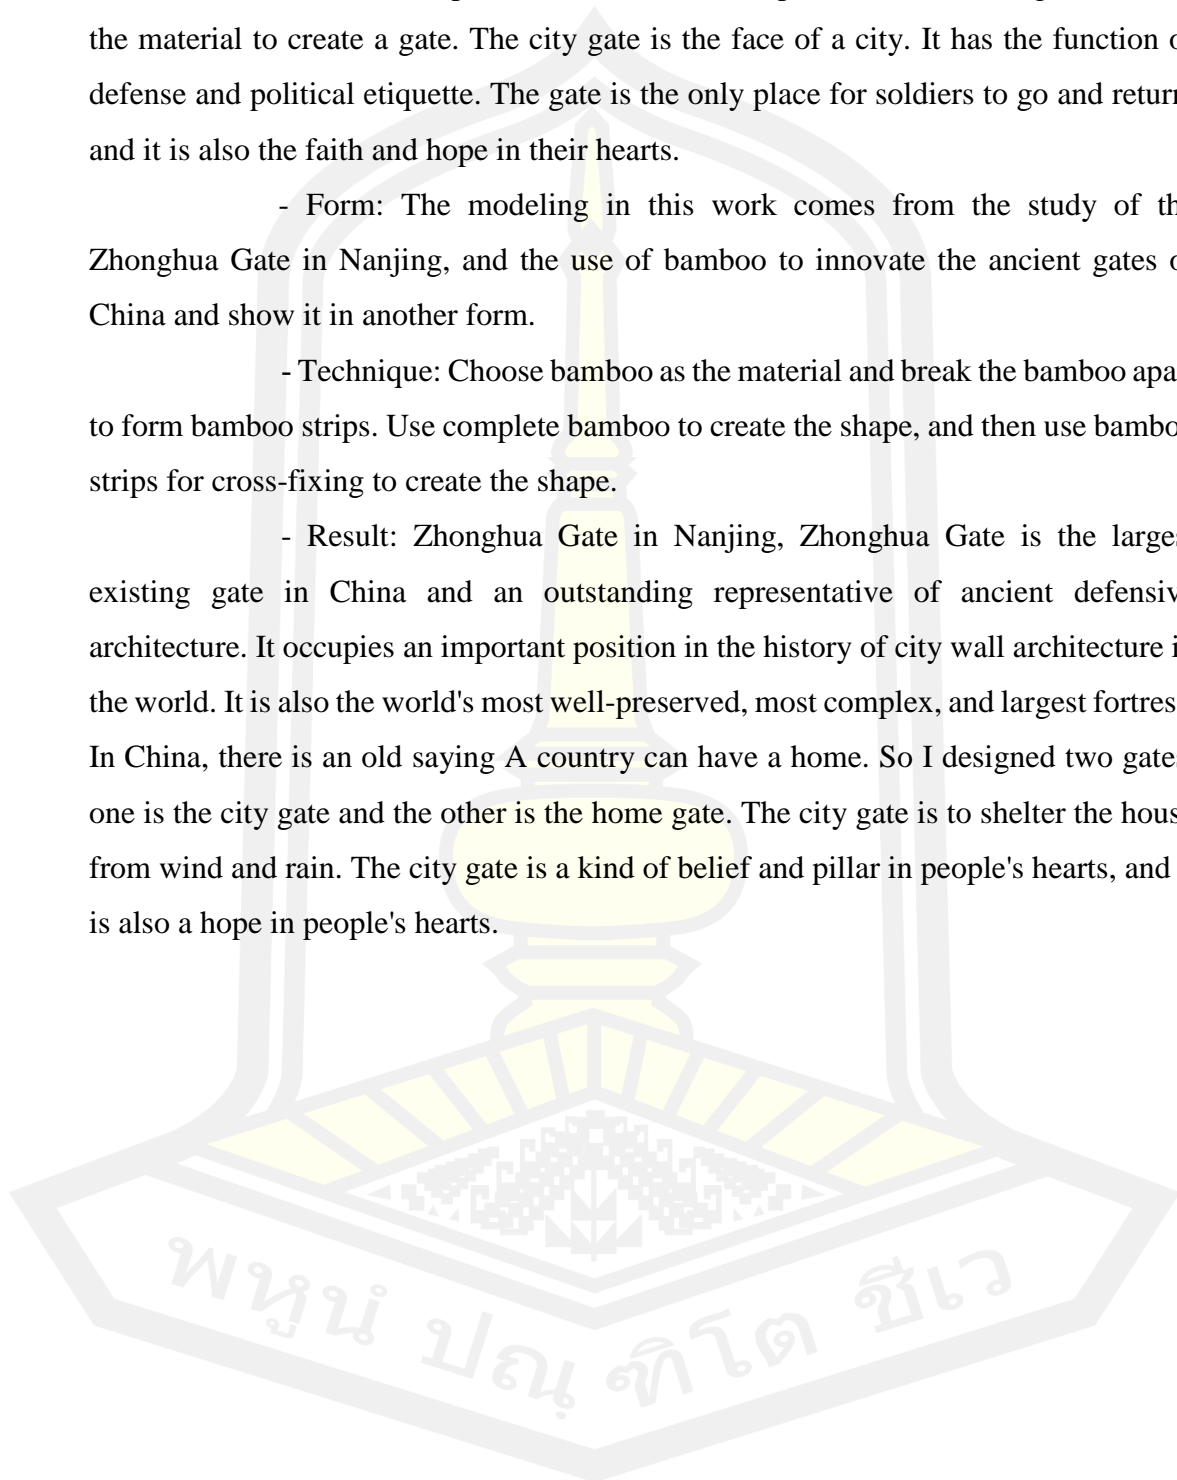 the material to create a gate. The city gate is the face of a city. It has the function o
defense and political etiquette. The gate is the only place for soldiers to go and return
and it is also the faith and hope in their hearts.
- Form: The modeling in this work comes from the study of th
Zhonghua Gate in Nanjing, and the use of bamboo to innovate the ancient gates o
China and show it in another form.
- Technique: Choose bamboo as the material and break the bamboo apa
to form bamboo strips. Use complete bamboo to create the shape, and then use bambo
strips for cross-fixing to create the shape.
- Result: Zhonghua Gate in Nanjing, Zhonghua Gate is the large
existing gate in China and an outstanding representative of ancient defensiv
architecture. It occupies an important position in the history of city wall architecture i
the world. It is also the world's most well-preserved, most complex, and largest fortres
In China, there is an old saying A country can have a home. So I designed two gate
one is the city gate and the other is the home gate. The city gate is to shelter the hous
from wind and rain. The city gate is a kind of belief and pillar in people's hearts, and
is also a hope in people's hearts.
พหูนํ ปณฺ ฑิโต ชีเว